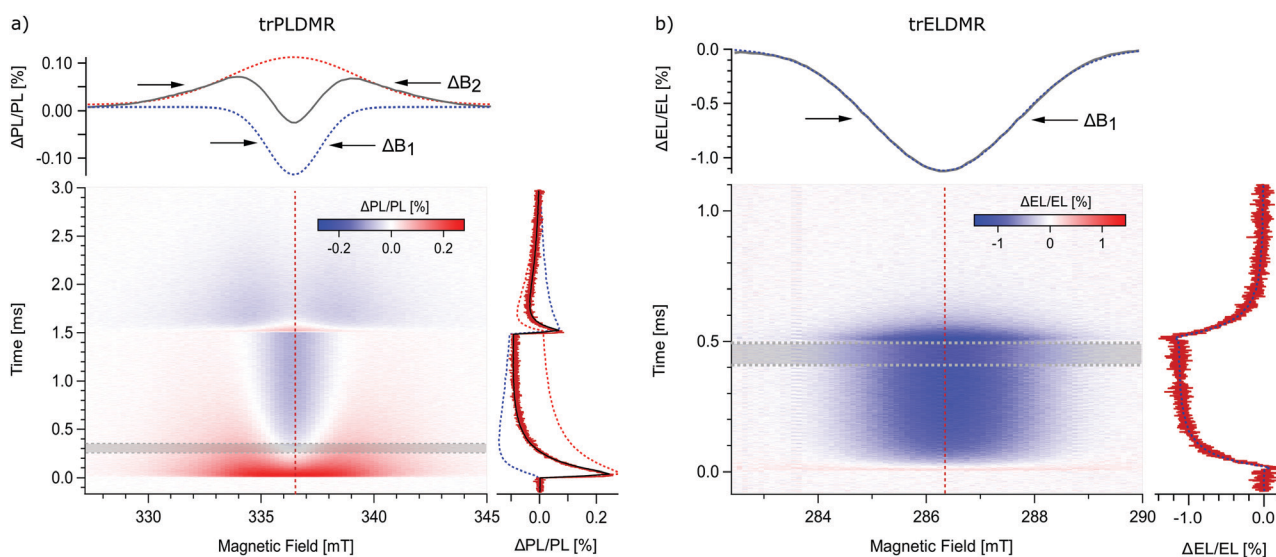 a)
trPLDMR
ΔPL/PL [%]
0.10
0.00
-0.10
ΔB2
ΔB1
Time [ms]
3.0
2.5
2.0
1.5
1.0
0.5
0.0
ΔPL/PL [%]
-0.2 0.0 0.2
330 335 340 345
Magnetic Field [mT]
0.0 0.2
ΔPL/PL [%]
b)
trELDMR
ΔEL/EL [%]
0.0
-0.5
-1.0
ΔB1
Time [ms]
1.0
0.5
0.0
ΔEL/EL [%]
-1 0 1
284 286 288 290
Magnetic Field [mT]
-1.0 0.0
ΔEL/EL [%]